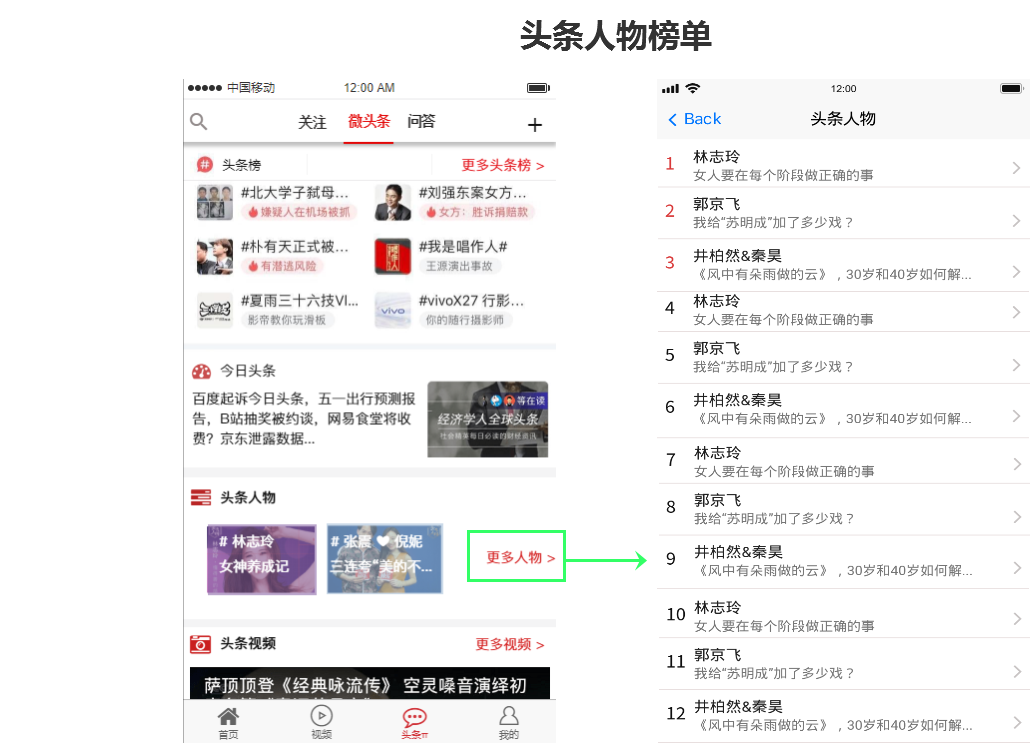 头条人物榜单
中国移动 12:00 AM
关注 微头条 问答 +
头条榜 更多头条榜 >
#北大学子弑母...
嫌疑人在机场被抓
#刘强东案女方...
女方：胜诉捐赔款
#朴有天正式被...
有潜逃风险
#我是唱作人#
王源演出事故
#夏雨三十六技VI...
影帝教你玩滑板
#vivoX27 行影...
你的随行摄影师
vivo
今日头条
百度起诉今日头条，五一出行预测报
告，B站抽奖被约谈，网易食堂将收
费？京东泄露数据...
等在读
经济学人全球头条
头条人物
# 林志玲
女神养成记
# 张震 ❤ 倪妮
三连夸"美的不...
更多人物 >
头条视频 更多视频 >
萨顶顶登《经典咏流传》 空灵嗓音演绎初
首页 视频 头条π 我的
12:00
Back 头条人物
1 林志玲
女人要在每个阶段做正确的事
2 郭京飞
我给“苏明成”加了多少戏？
3 井柏然&秦昊
《风中有朵雨做的云》，30岁和40岁如何解...
4 林志玲
女人要在每个阶段做正确的事
5 郭京飞
我给“苏明成”加了多少戏？
6 井柏然&秦昊
《风中有朵雨做的云》，30岁和40岁如何解...
7 林志玲
女人要在每个阶段做正确的事
8 郭京飞
我给“苏明成”加了多少戏？
9 井柏然&秦昊
《风中有朵雨做的云》，30岁和40岁如何解...
10 林志玲
女人要在每个阶段做正确的事
11 郭京飞
我给“苏明成”加了多少戏？
12 井柏然&秦昊
《风中有朵雨做的云》，30岁和40岁如何解...